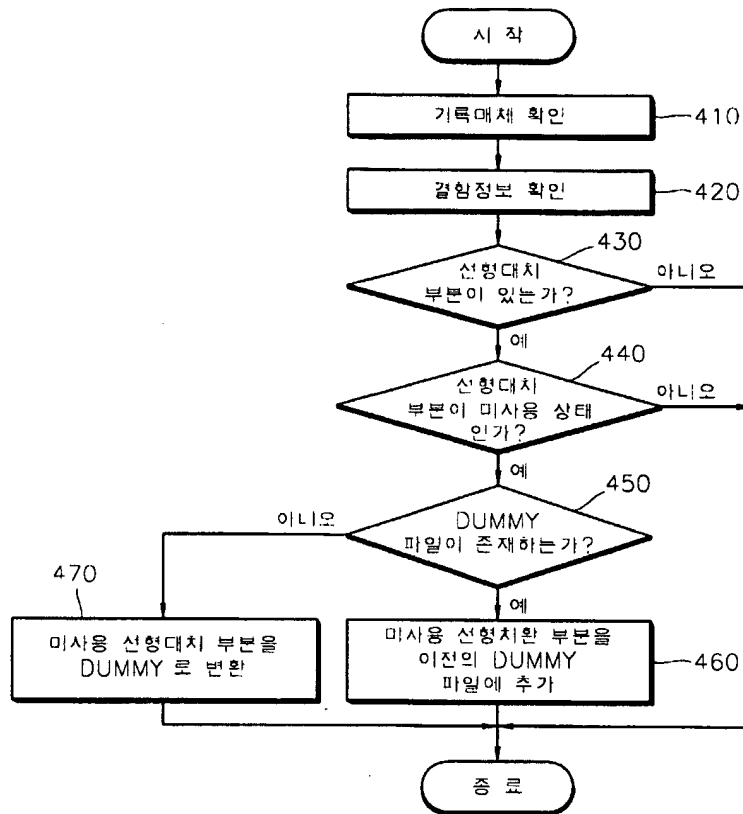 시 작
기록매체 확인
410
결함정보 확인
420
430
선형대치
부분이 있는가?
아니오
예
440
선형대치
부분이 미사용 상태
인가?
아니오
예
450
DUMMY
파일이 존재하는가?
아니오
예
470
미사용 선형대치 부분을
DUMMY 로 변환
미사용 선형치환 부분을
이전의 DUMMY
파일에 추가
460
종료